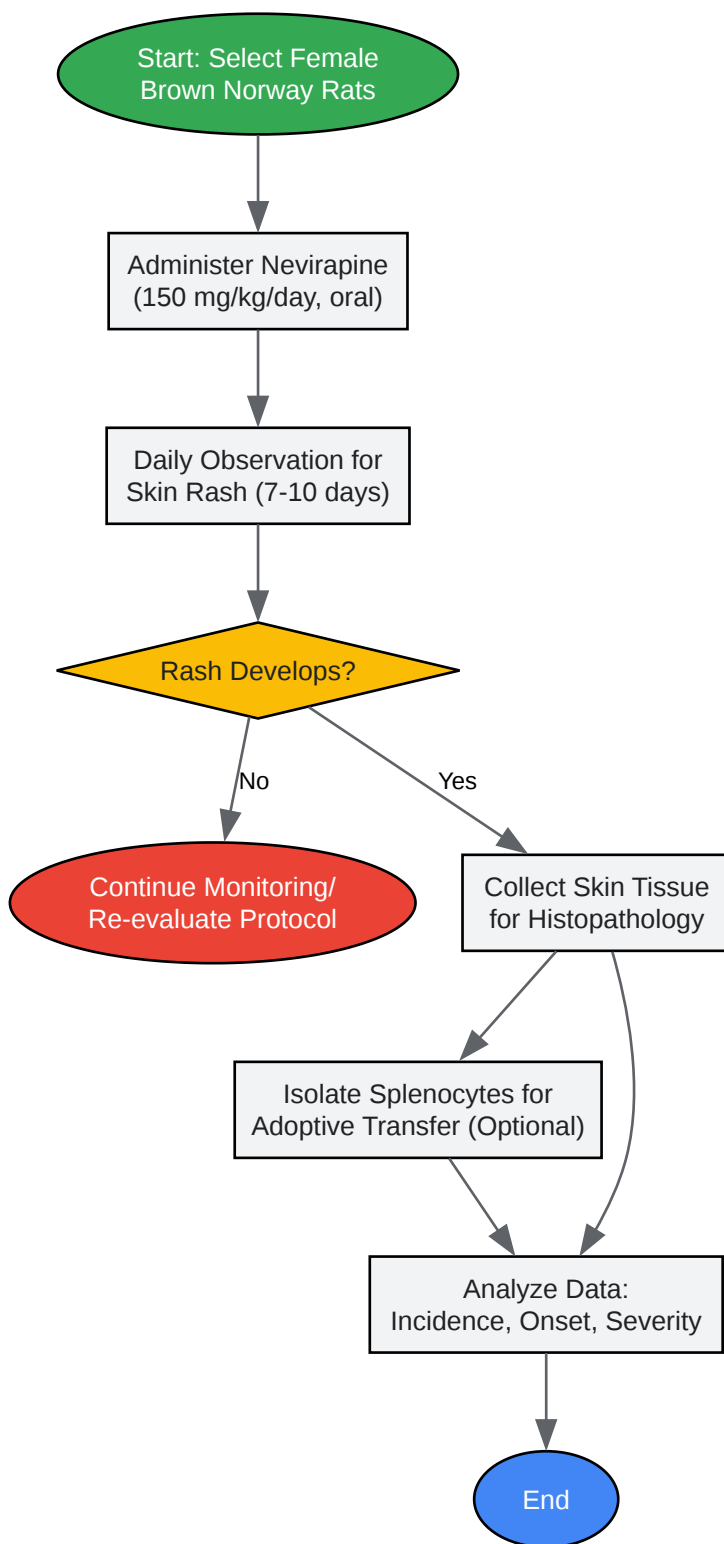 Start: Select Female
Brown Norway Rats
Administer Nevirapine
(150 mg/kg/day, oral)
Daily Observation for
Skin Rash (7-10 days)
Rash Develops?
No
Yes
Continue Monitoring/
Re-evaluate Protocol
Collect Skin Tissue
for Histopathology
Isolate Splenocytes for
Adoptive Transfer (Optional)
Analyze Data:
Incidence, Onset, Severity
End